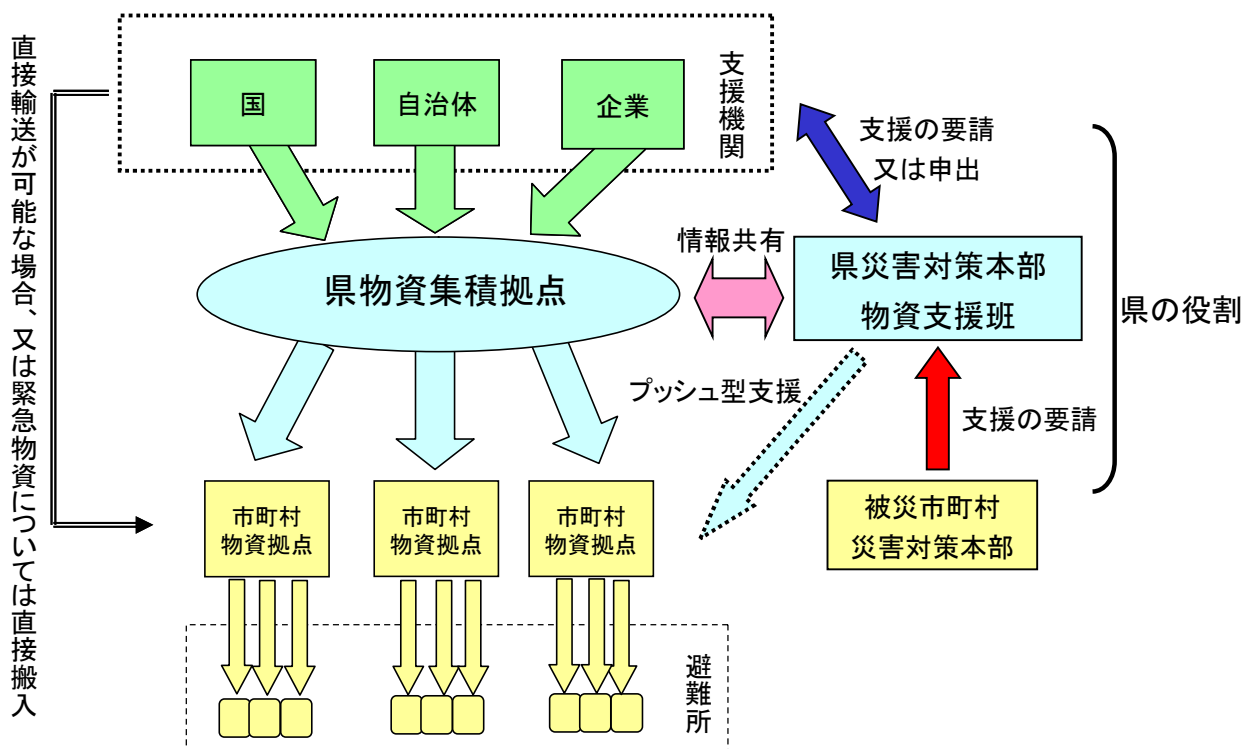 直接輸送が可能な場合、又は緊急物資については直接搬入
国
自治体
企業
支援機関
支援の要請
又は申出
県物資集積拠点
情報共有
県災害対策本部
物資支援班
県の役割
プッシュ型支援
支援の要請
市町村
物資拠点
市町村
物資拠点
市町村
物資拠点
被災市町村
災害対策本部
避難所